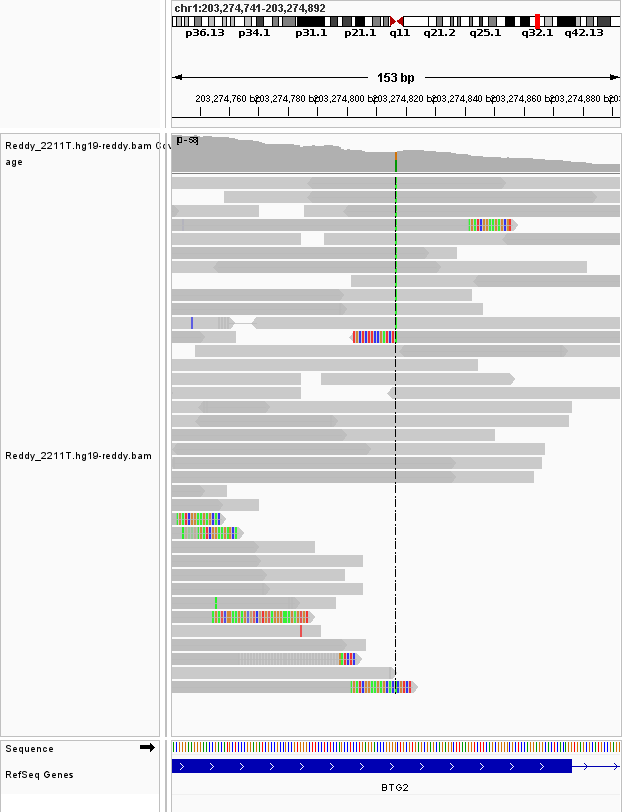 chr1:203,274,741-203,274,892
p36.13 p34.1 p31.1 p21.1 q11 q21.2 q25.1 q32.1 q42.13
153 bp
203,274,760 bp 203,274,780 bp 203,274,800 bp 203,274,820 bp 203,274,840 bp 203,274,860 bp 203,274,880 bp
Reddy_2211T.hg19-reddy.bam Cov
age
Reddy_2211T.hg19-reddy.bam
Sequence
RefSeq Genes
BTG2